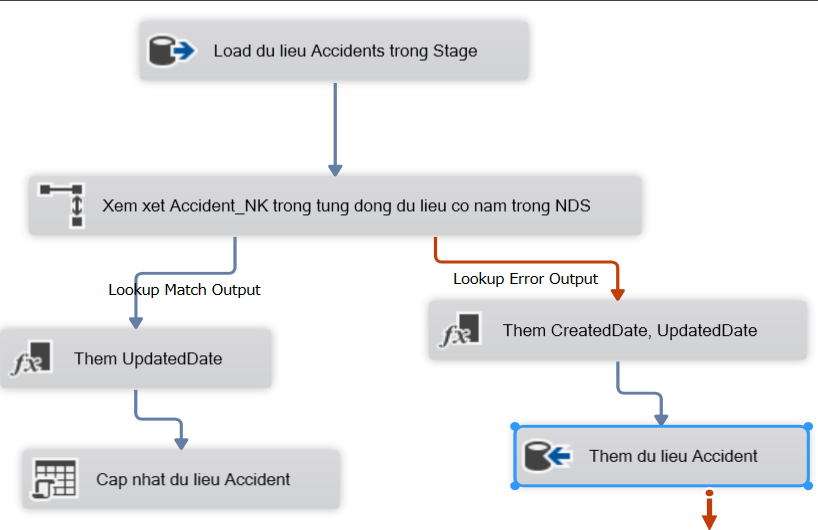 Load du lieu Accidents trong Stage
Xem xet Accident_NK trong tung dong du lieu co nam trong NDS
Lookup Match Output
Lookup Error Output
Them UpdatedDate
Them CreatedDate, UpdatedDate
Cap nhat du lieu Accident
Them du lieu Accident